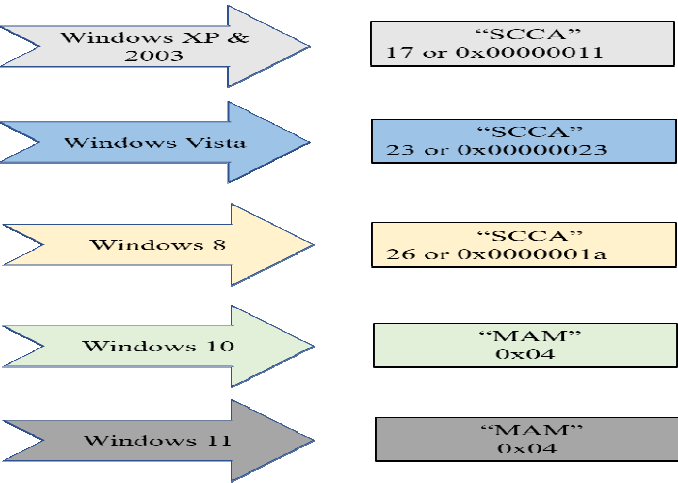 Windows XP &
2003
“SCCA”
17 or 0x00000011
Windows Vista
“SCCA”
23 or 0x00000023
Windows 8
“SCCA”
26 or 0x0000001a
Windows 10
“MAM”
0x04
Windows 11
“MAM”
0x04